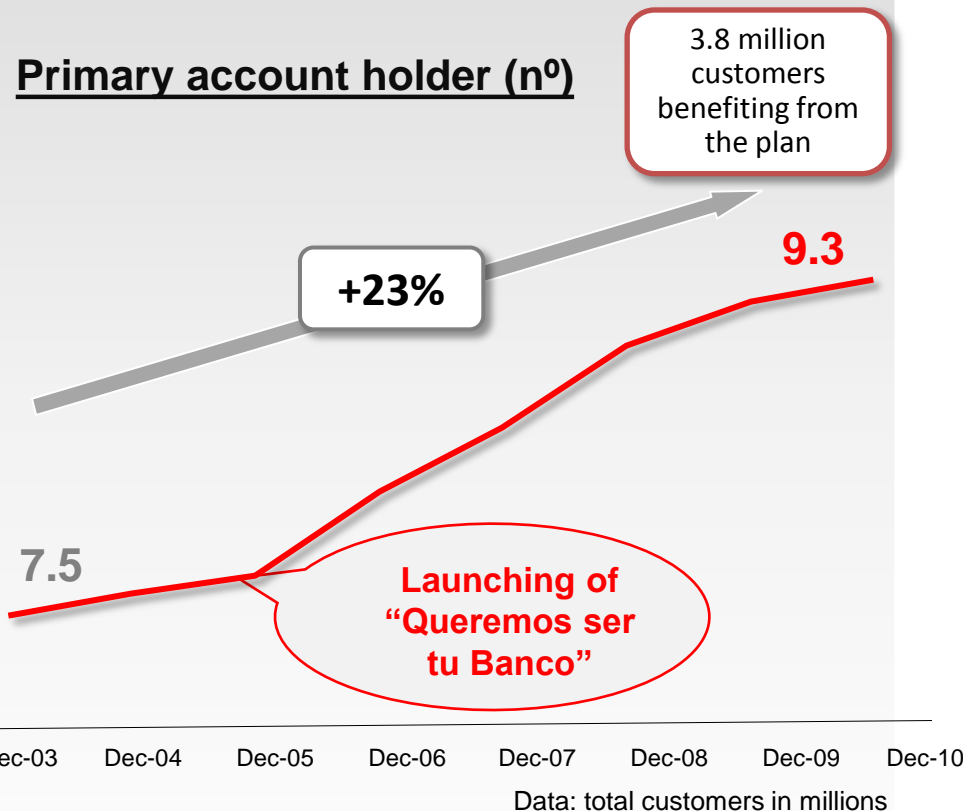 Primary account holder (nº)
3.8 million
customers
benefiting from
the plan
9.3
+23%
7.5
Launching of
“Queremos ser
tu Banco”
ec-03 Dec-04 Dec-05 Dec-06 Dec-07 Dec-08 Dec-09 Dec-10
Data: total customers in millions